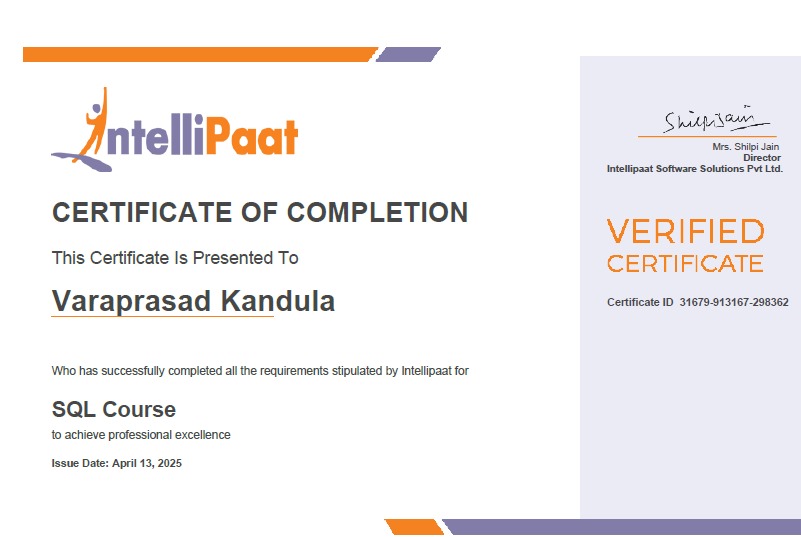 IntelliPaat
CERTIFICATE OF COMPLETION
This Certificate Is Presented To
Varaprasad Kandula
Who has successfully completed all the requirements stipulated by Intellipaat for
SQL Course
to achieve professional excellence
Issue Date: April 13, 2025
Shilpi Jain
Mrs. Shilpi Jain
Director
Intellipaat Software Solutions Pvt Ltd.
VERIFIED
CERTIFICATE
Certificate ID 31679-913167-298362